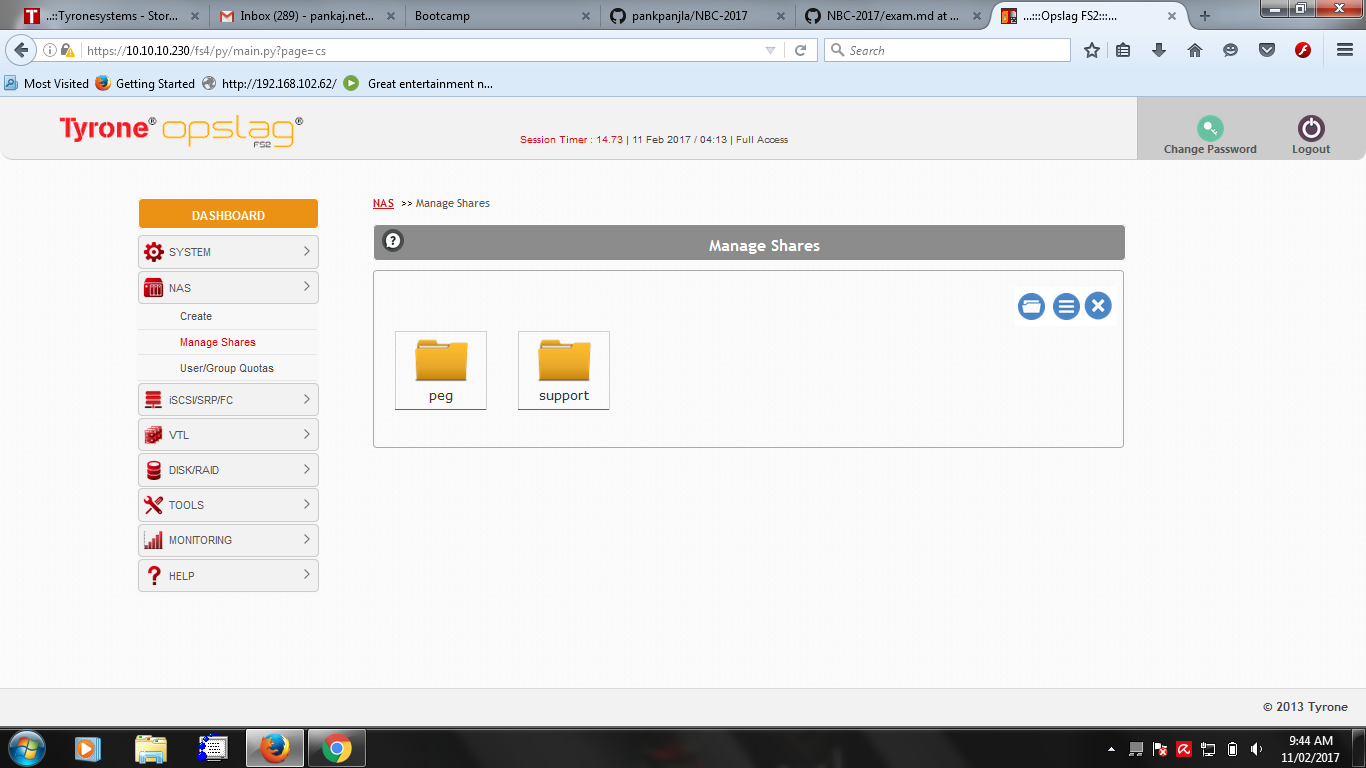 ..::Tyronesystems - Stor...
Inbox (289) - pankaj.net...
Bootcamp
pankpanjla/NBC-2017
NBC-2017/exam.md at ...
...:::Opslag FS2:::...
https://10.10.10.230/fs4/py/main.py?page=cs
Search
Most Visited
Getting Started
http://192.168.102.62/
Great entertainment n...
Tyrone® opslag® FS2
Session Timer : 14.73 | 11 Feb 2017 / 04:13 | Full Access
Change Password
Logout
DASHBOARD
SYSTEM
NAS
Create
Manage Shares
User/Group Quotas
iSCSI/SRP/FC
VTL
DISK/RAID
TOOLS
MONITORING
HELP
NAS >> Manage Shares
Manage Shares
peg
support
© 2013 Tyrone
9:44 AM
11/02/2017